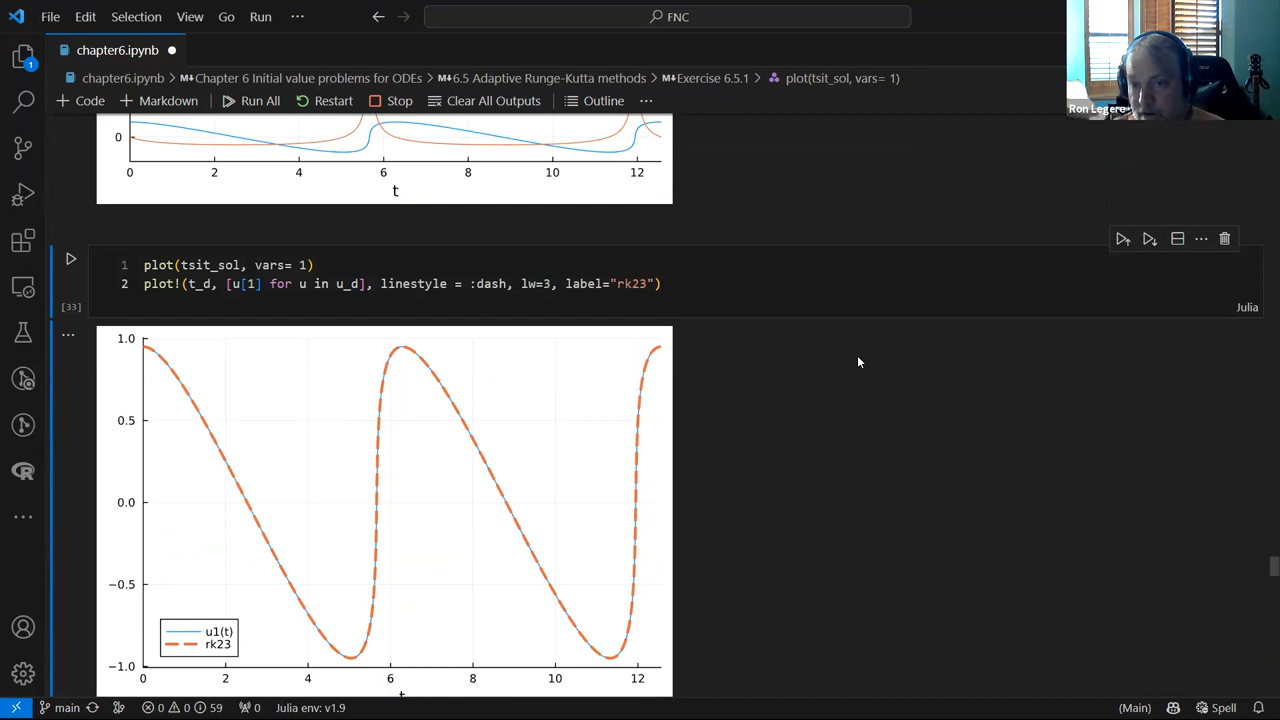 File Edit Selection View Go Run ··· FNC
chapter6.ipynb
chapter6.ipynb > Chapter > Initial value problems for > 6.5 Adaptive Runge-Kutta methods > Exercise 6.5.1 > plot(tsit_sol, vars= 1)
Code Markdown Run All Restart Stop Clear All Outputs Outline ···
Ron Legere
0
0 2 4 6 8 10 12
t
1 plot(tsit_sol, vars= 1)
2 plot!(t_d, [u[1] for u in u_d], linestyle = :dash, lw=3, label="rk23")
[33]
Julia
1.0
0.5
0.0
−0.5
−1.0
u1(t)
rk23
0 2 4 6 8 10 12
1
main 0 0 59 0 Julia env: v1.9 (Main) Spell